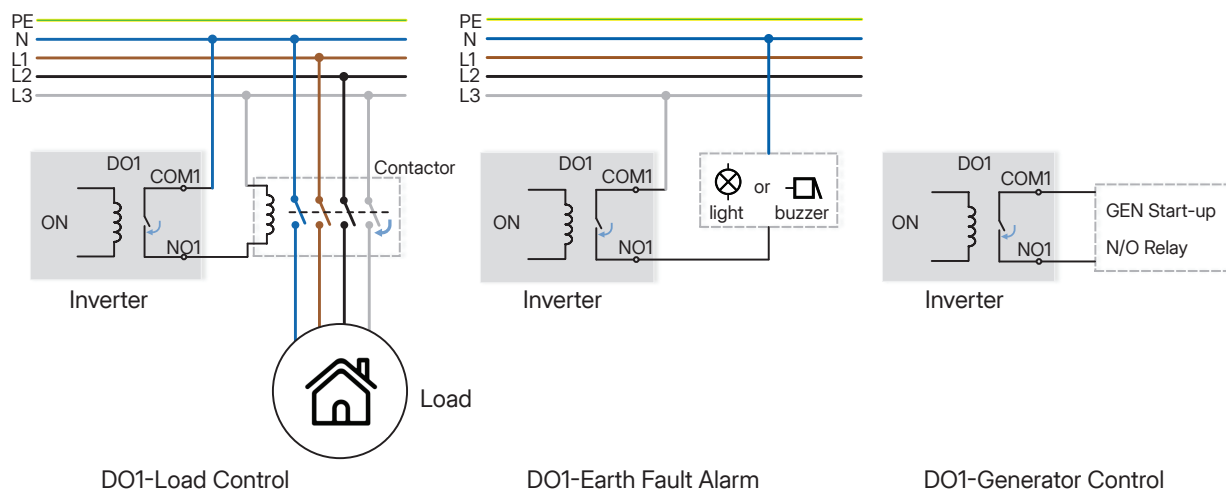 PE
N
L1
L2
L3
DO1
COM1
ON
NO1
Inverter
Contactor
Load
DO1-Load Control
PE
N
L1
L2
L3
DO1
COM1
ON
NO1
Inverter
or
light
buzzer
DO1-Earth Fault Alarm
DO1
COM1
ON
NO1
Inverter
GEN Start-up
N/O Relay
DO1-Generator Control